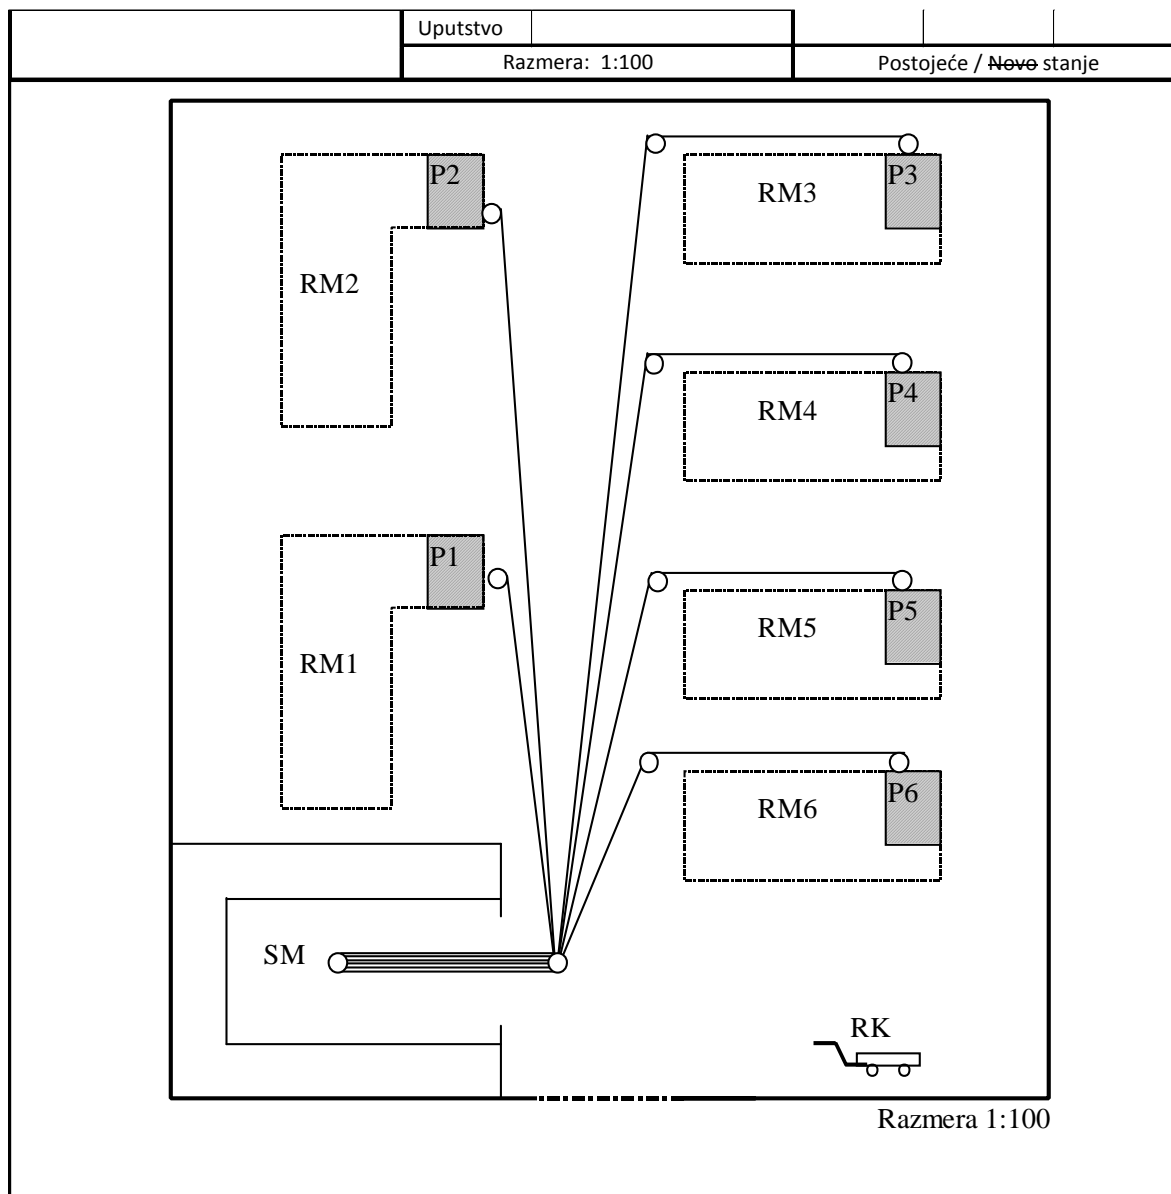 Uputstvo
Razmera: 1:100
Postojeće / Novo stanje
P2
P3
RM3
RM2
P4
RM4
P1
P5
RM5
RM1
P6
RM6
SM
RK
Razmera 1:100